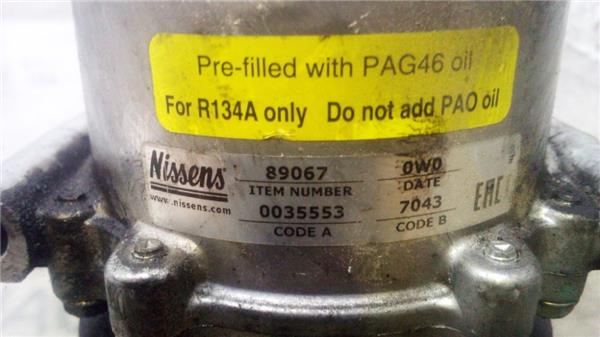 Pre-filled with PAG46 oil
For R134A only Do not add PAO oil
Nissens
www.nissens.com
89067
ITEM NUMBER
0035553
CODE A
0W0
DATE
7043
CODE B
EAC